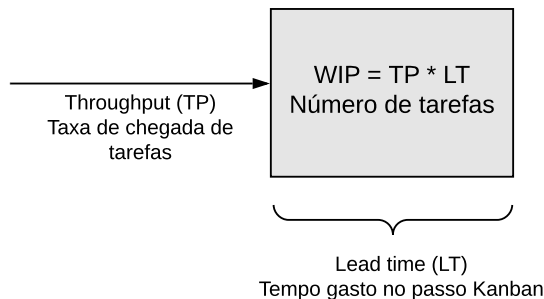 WIP = TP * LT
Número de tarefas
Throughput (TP)
Taxa de chegada de
tarefas
Lead time (LT)
Tempo gasto no passo Kanban